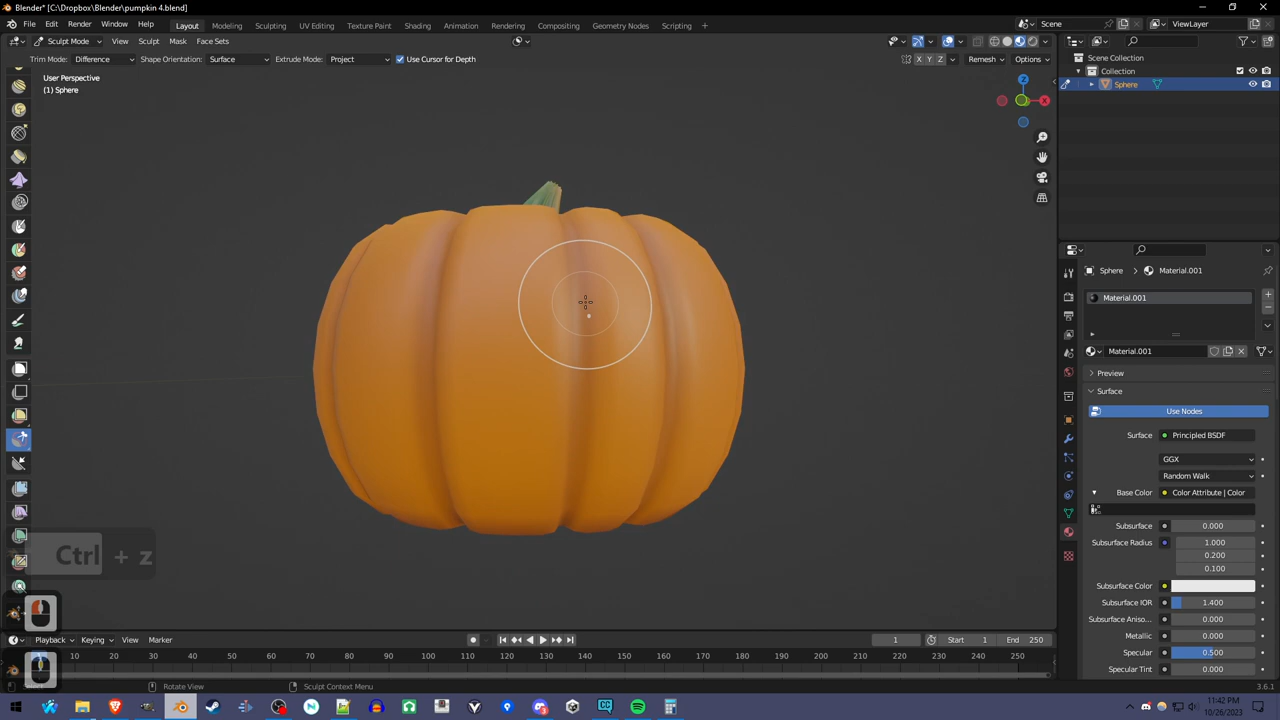 Blender* [C:\Dropbox\Blender\pumpkin 4.blend]
File Edit Render Window Help Layout Modeling Sculpting UV Editing Texture Paint Shading Animation Rendering Compositing Geometry Nodes Scripting + Scene ViewLayer
Sculpt Mode View Sculpt Mask Face Sets
Trim Mode: Difference Shape Orientation: Surface Extrude Mode: Project Use Cursor for Depth X Y Z Remesh Options
Scene Collection
Collection
Sphere
User Perspective
(1) Sphere
Z
X
Sphere Material.001
Material.001
Material.001
Preview
Surface
Use Nodes
Surface Principled BSDF
GGX
Random Walk
Base Color Color Attribute | Color
Subsurface 0.000
Subsurface Radius 1.000
0.200
0.100
Subsurface Color
Subsurface IOR 1.400
Subsurface Aniso... 0.000
Metallic 0.000
Specular 0.500
Specular Tint 0.000
Ctrl + z
Playback Keying View Marker 1 Start 1 End 250
10 20 30 40 50 60 70 80 90 100 110 120 130 140 150 160 170 180 190 200 210 220 230 240 250
Rotate View Sculpt Context Menu 3.6.1
11:42 PM
10/26/2023